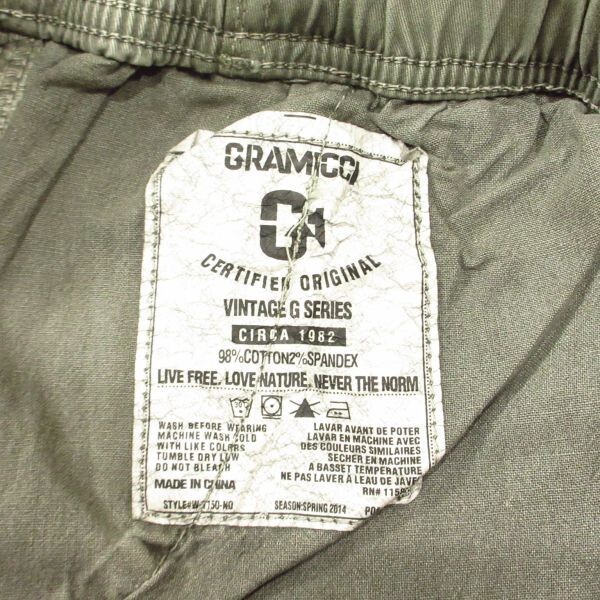 GRAMICCI
CERTIFIED ORIGINAL
VINTAGE G SERIES
CIRCA 1982
98%COTTON2%SPANDEX
LIVE FREE. LOVE NATURE. NEVER THE NORM
WASH BEFORE WEARING
MACHINE WASH COLD
WITH LIKE COLORS
TUMBLE DRY LOW
DO NOT BLEACH
MADE IN CHINA
LAVAR AVANT DE POTER
LAVAR EN MACHINE AVEC
DES COULEURS SIMILAIRES
SECHER EN MACHINE
A BASSET TEMPERATURE
NE PAS LAVER À LEAU DE JAVE
RN#
SEASON:SPRING 2014